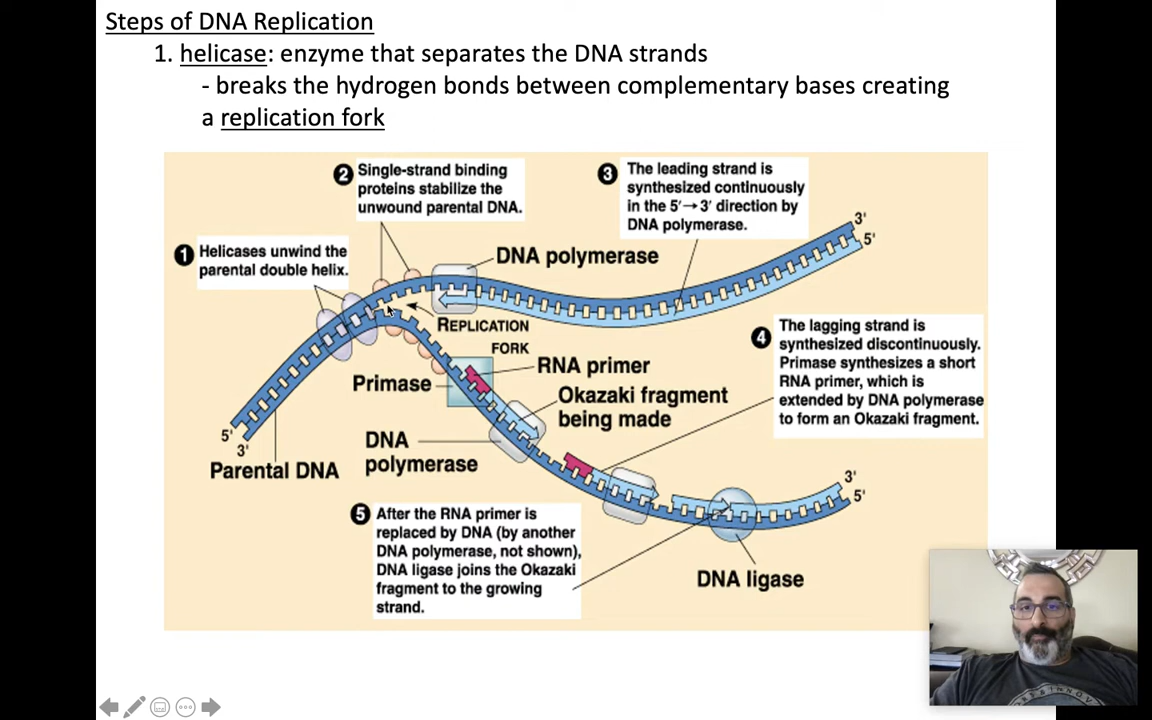 Steps of DNA Replication
1. helicase: enzyme that separates the DNA strands
- breaks the hydrogen bonds between complementary bases creating
a replication fork
2 Single-strand binding
proteins stabilize the
unwound parental DNA.
3 The leading strand is
synthesized continuously
in the 5′→3′ direction by
DNA polymerase.
1 Helicases unwind the
parental double helix.
DNA polymerase
3'
5'
REPLICATION
FORK
4 The lagging strand is
synthesized discontinuously.
Primase synthesizes a short
RNA primer, which is
extended by DNA polymerase
to form an Okazaki fragment.
RNA primer
Primase
Okazaki fragment
being made
DNA
polymerase
5'
3'
Parental DNA
3'
5'
5 After the RNA primer is
replaced by DNA (by another
DNA polymerase, not shown),
DNA ligase joins the Okazaki
fragment to the growing
strand.
DNA ligase